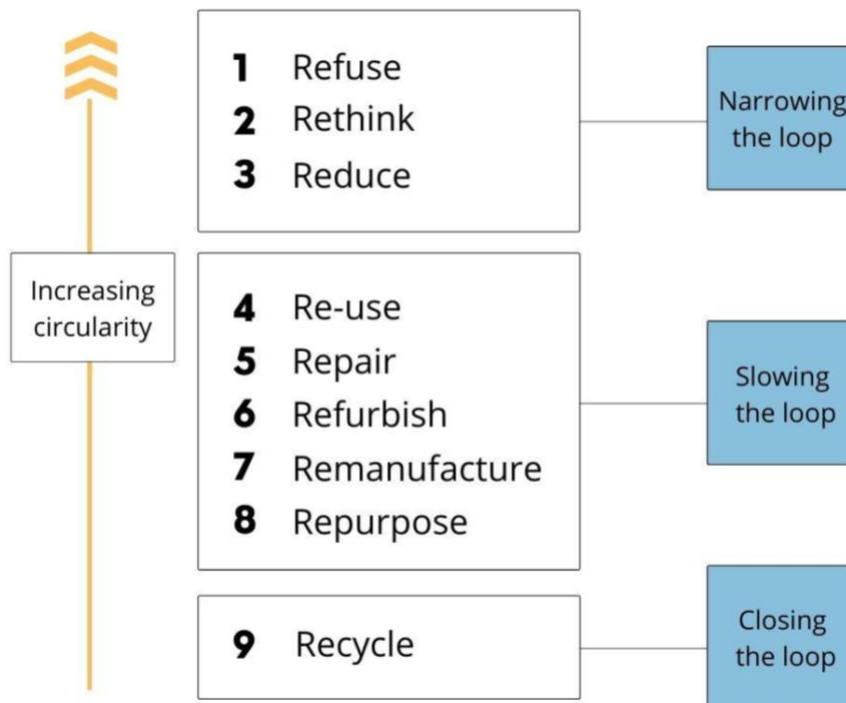 1 Refuse
2 Rethink
3 Reduce
Narrowing
the loop
Increasing
circularity
4 Re-use
5 Repair
6 Refurbish
7 Remanufacture
8 Repurpose
Slowing
the loop
9 Recycle
Closing
the loop